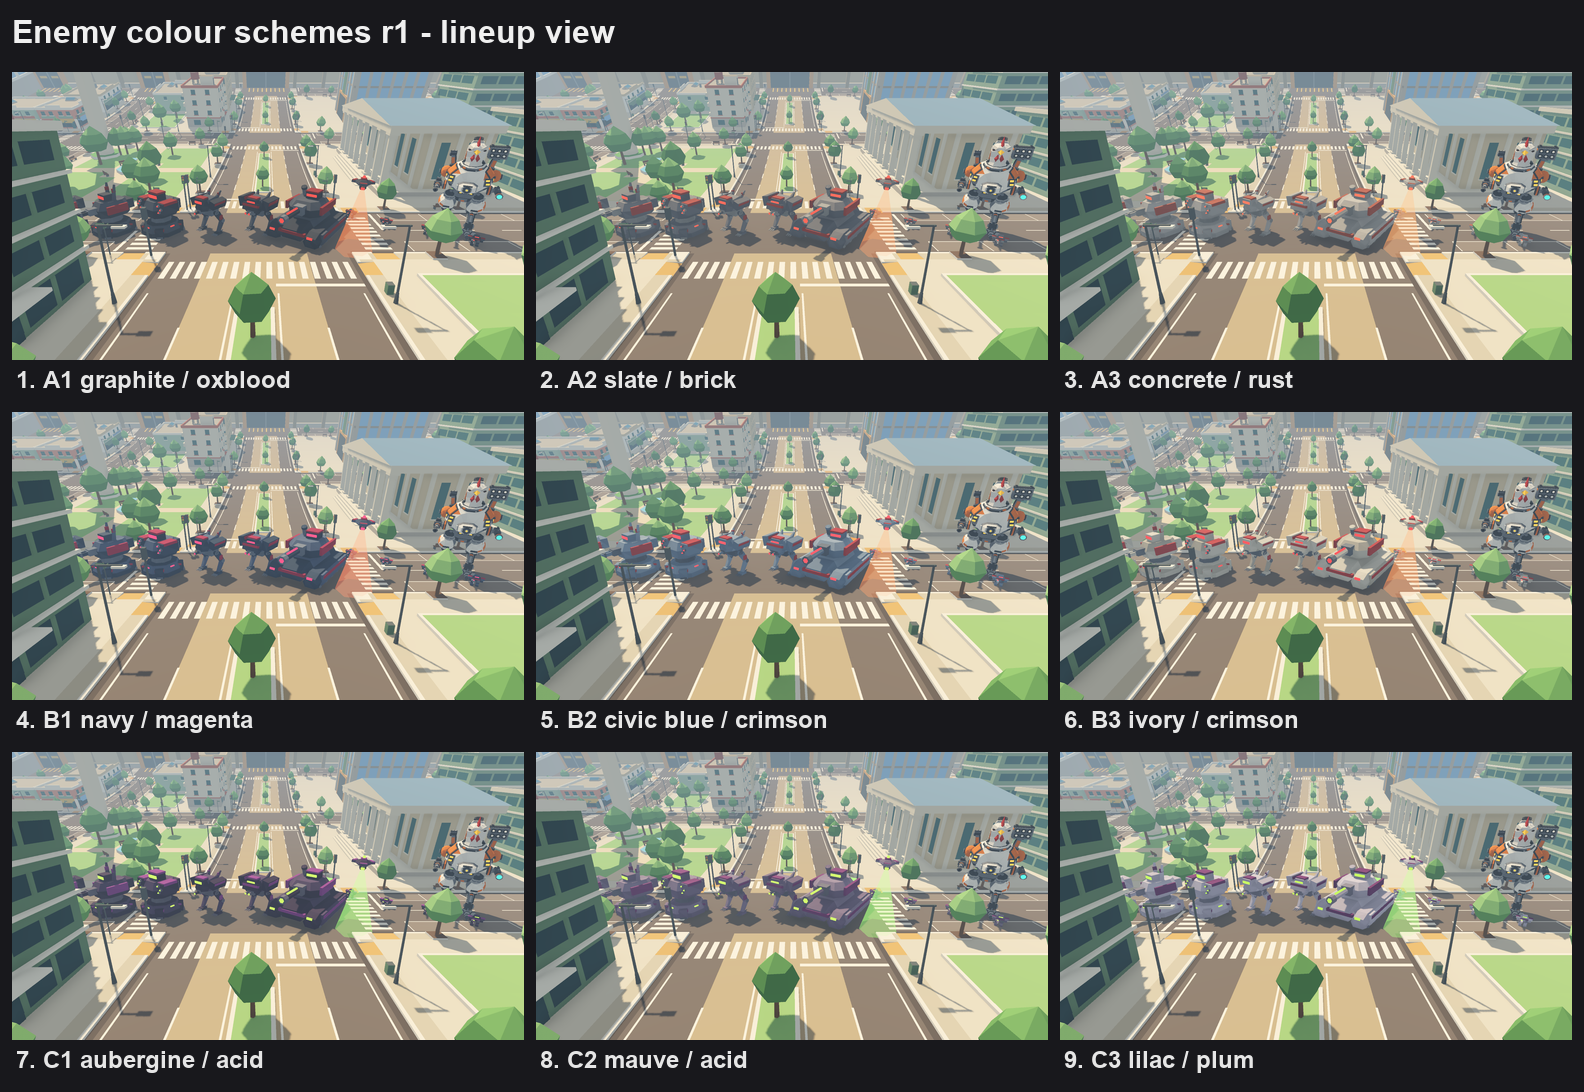 Enemy colour schemes r1 - lineup view
1. A1 graphite / oxblood
2. A2 slate / brick
3. A3 concrete / rust
4. B1 navy / magenta
5. B2 civic blue / crimson
6. B3 ivory / crimson
7. C1 aubergine / acid
8. C2 mauve / acid
9. C3 lilac / plum